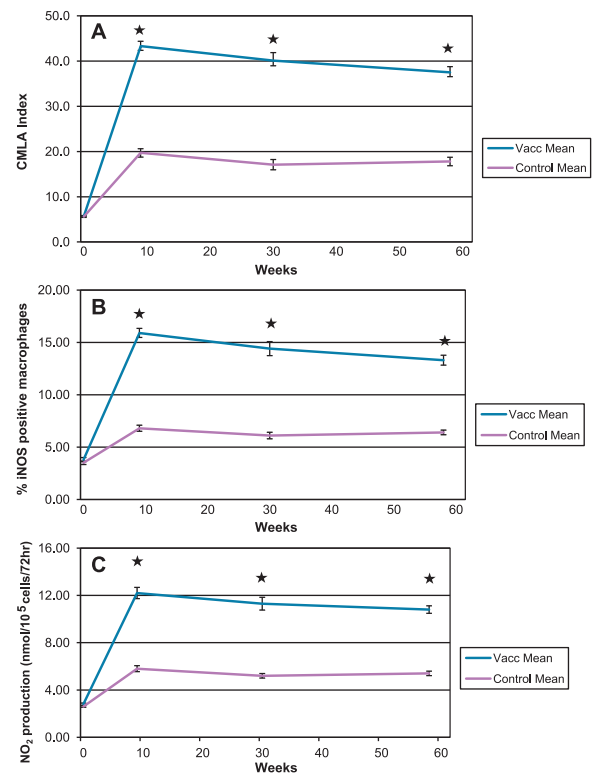 A
50.0
40.0
30.0
20.0
10.0
0.0
CMLA Index
0 10 20 30 40 50 60
Weeks
Vacc Mean
Control Mean
B
20.00
15.00
10.00
5.00
0.00
% iNOS positive macrophages
0 10 20 30 40 50 60
Weeks
Vacc Mean
Control Mean
C
16.00
12.00
8.00
4.00
0.00
NO₂ production (nmol/10⁵ cells/72hr)
0 10 20 30 40 50 60
Weeks
Vacc Mean
Control Mean